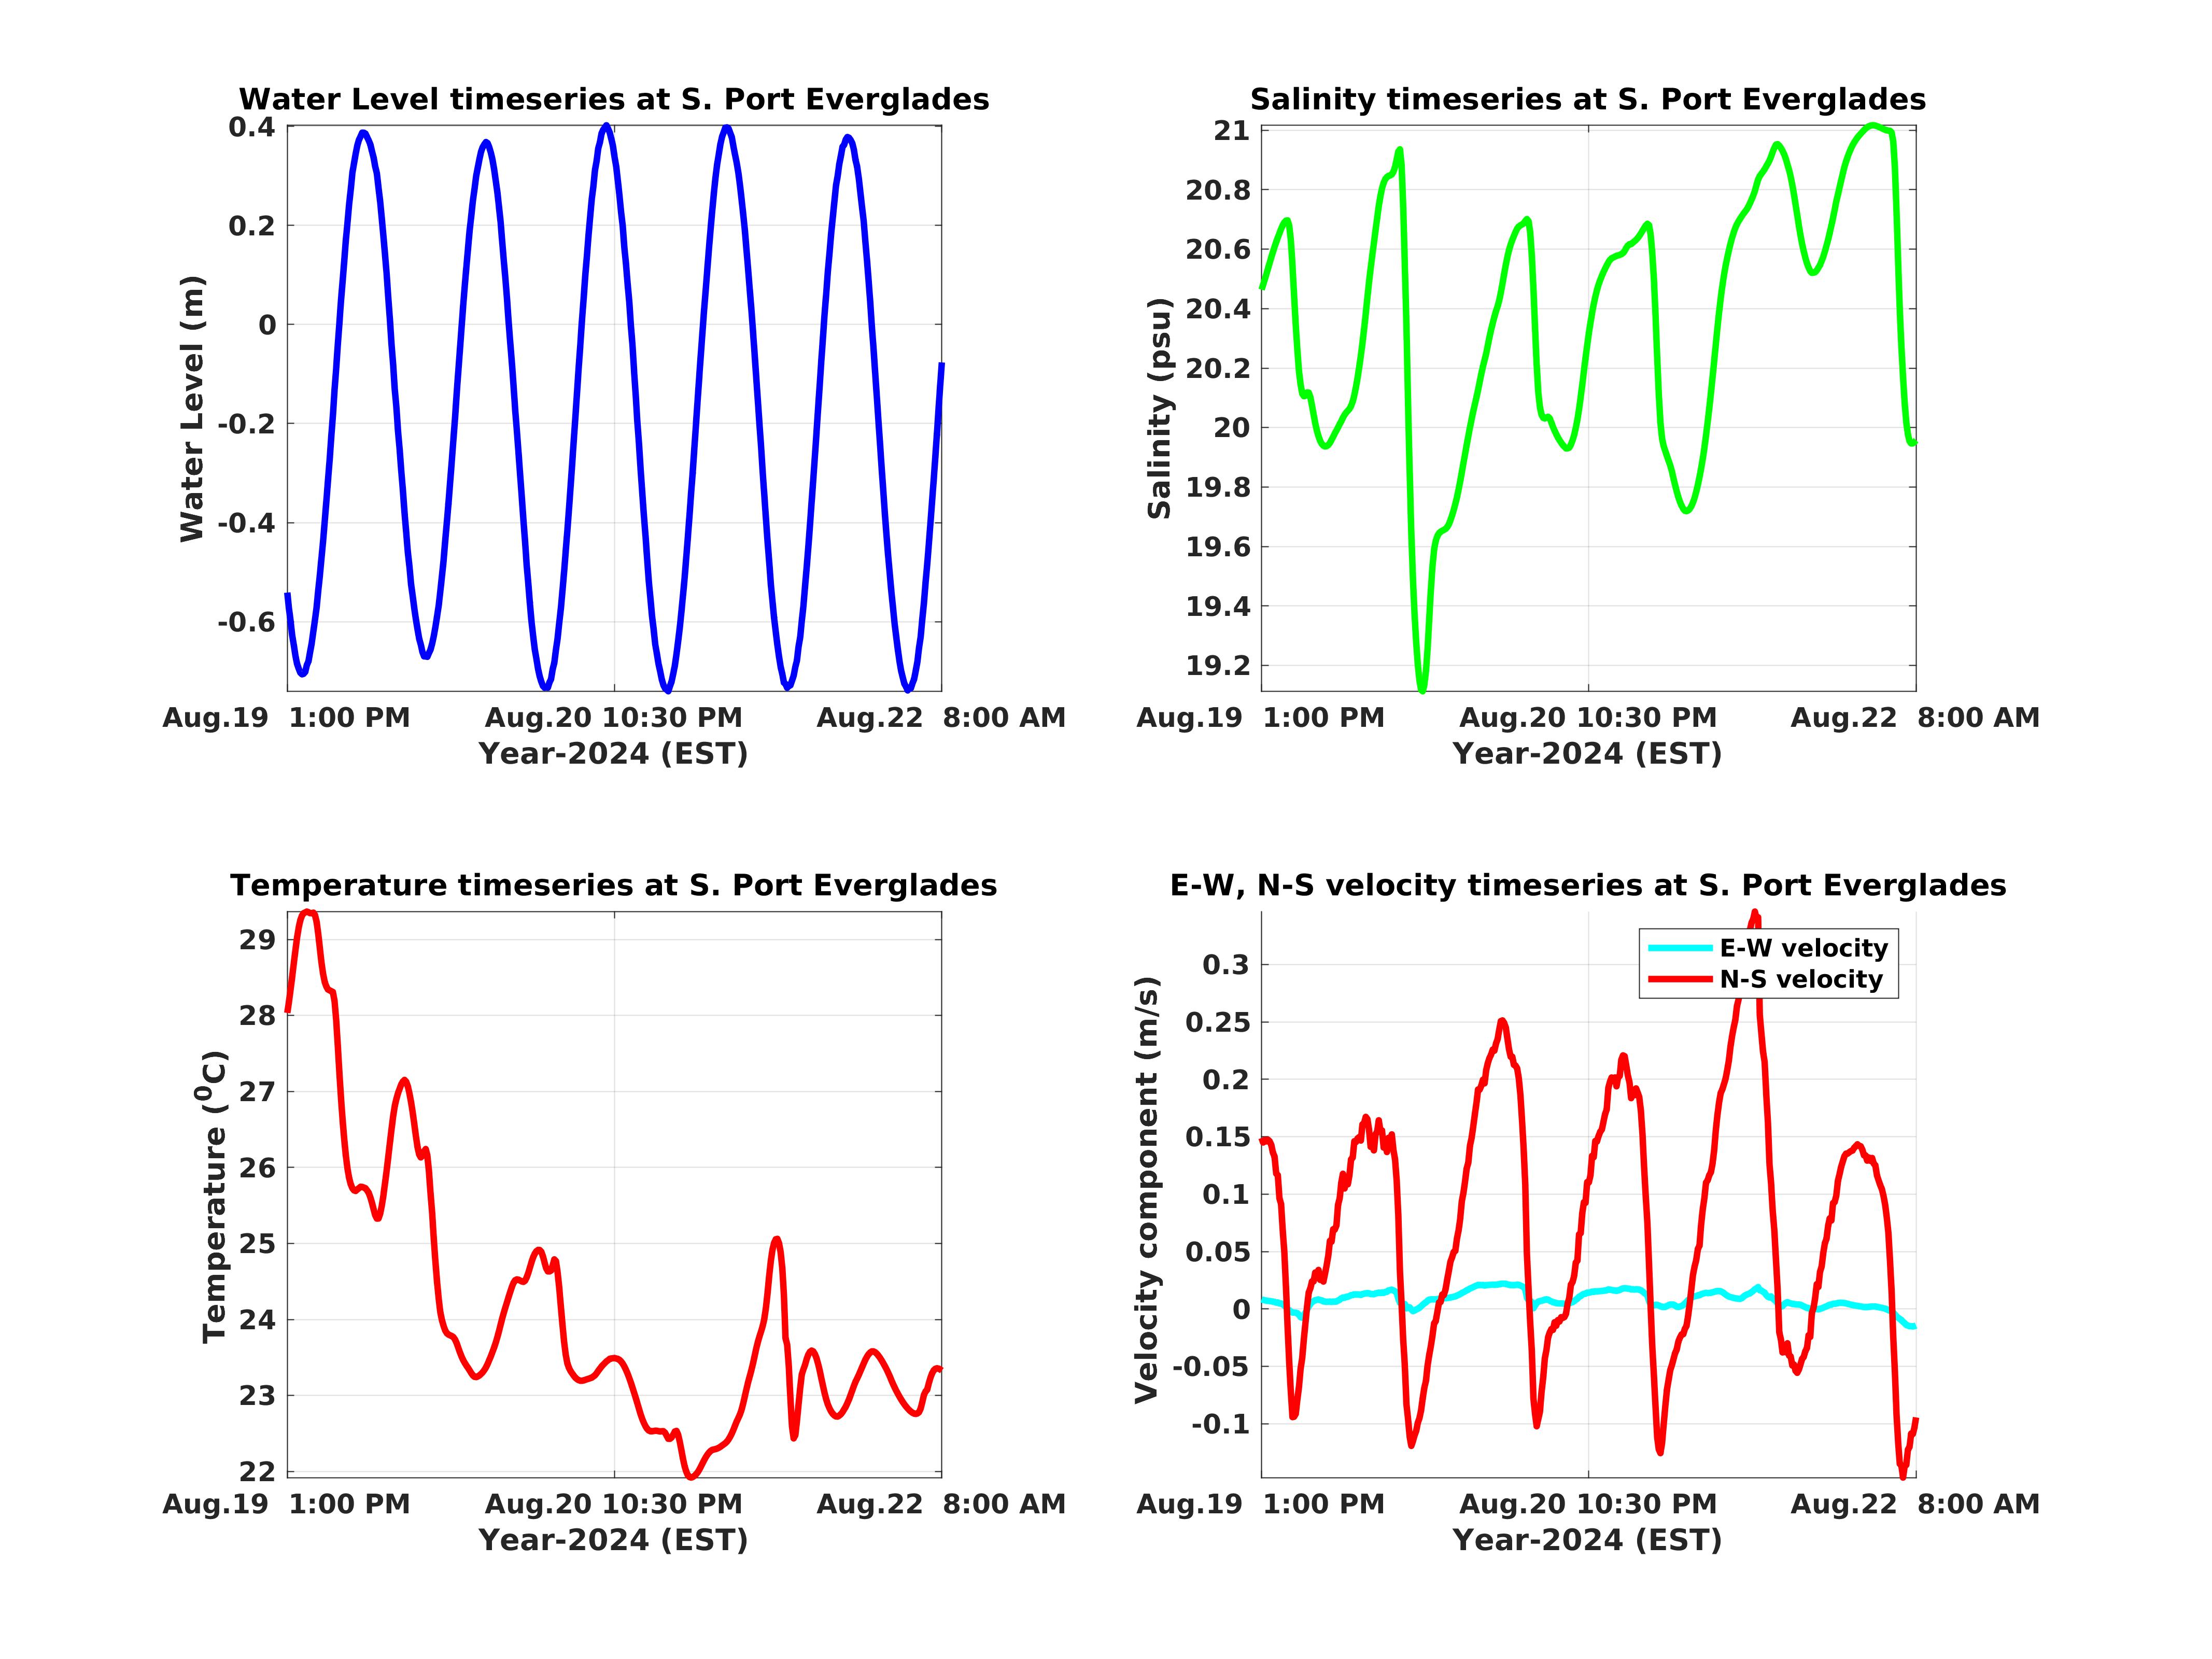 Water Level timeseries at S. Port Everglades
0.4
0.2
0
-0.2
-0.4
-0.6
Water Level (m)
Aug.19 1:00 PM Aug.20 10:30 PM Aug.22 8:00 AM
Year-2024 (EST)
Salinity timeseries at S. Port Everglades
21
20.8
20.6
20.4
20.2
20
19.8
19.6
19.4
19.2
Salinity (psu)
Aug.19 1:00 PM Aug.20 10:30 PM Aug.22 8:00 AM
Year-2024 (EST)
Temperature timeseries at S. Port Everglades
29
28
27
26
25
24
23
22
Temperature (⁰C)
Aug.19 1:00 PM Aug.20 10:30 PM Aug.22 8:00 AM
Year-2024 (EST)
E-W, N-S velocity timeseries at S. Port Everglades
E-W velocity
N-S velocity
0.3
0.25
0.2
0.15
0.1
0.05
0
-0.05
-0.1
Velocity component (m/s)
Aug.19 1:00 PM Aug.20 10:30 PM Aug.22 8:00 AM
Year-2024 (EST)